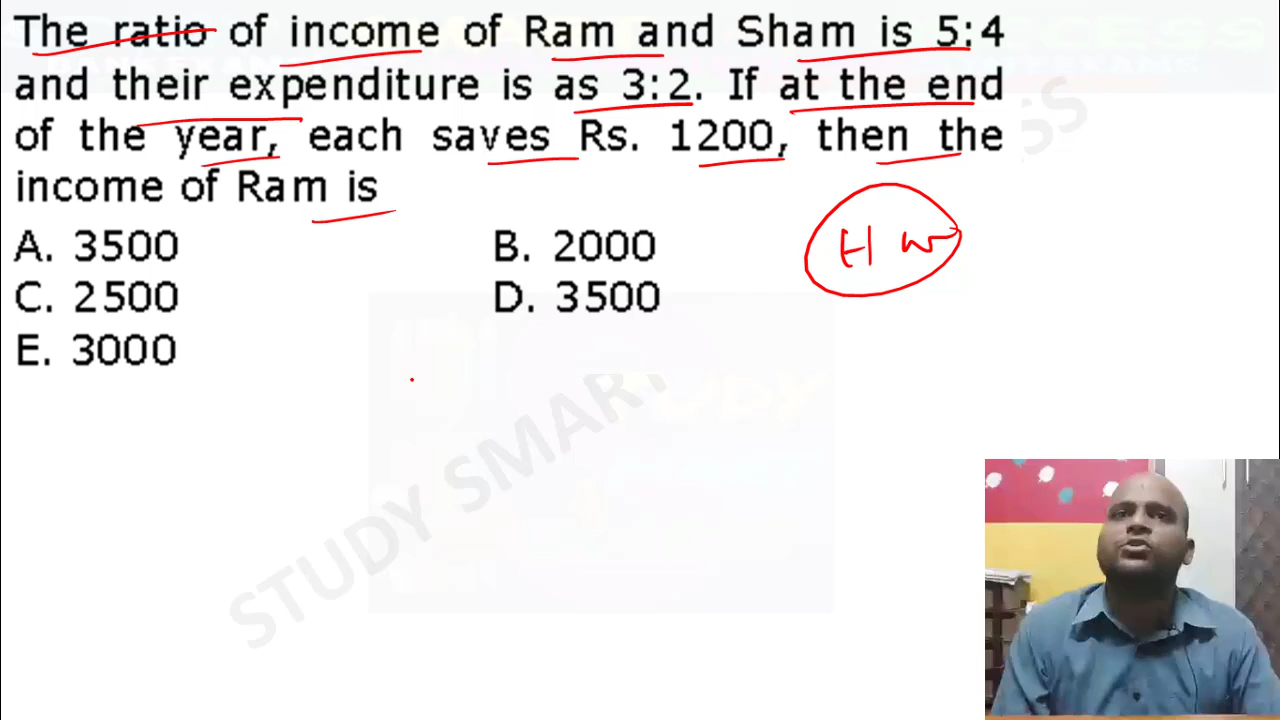 The ratio of income of Ram and Sham is 5:4
and their expenditure is as 3:2. If at the end
of the year, each saves Rs. 1200, then the
income of Ram is
A. 3500 B. 2000
H W
C. 2500 D. 3500
E. 3000
STUDY SMART